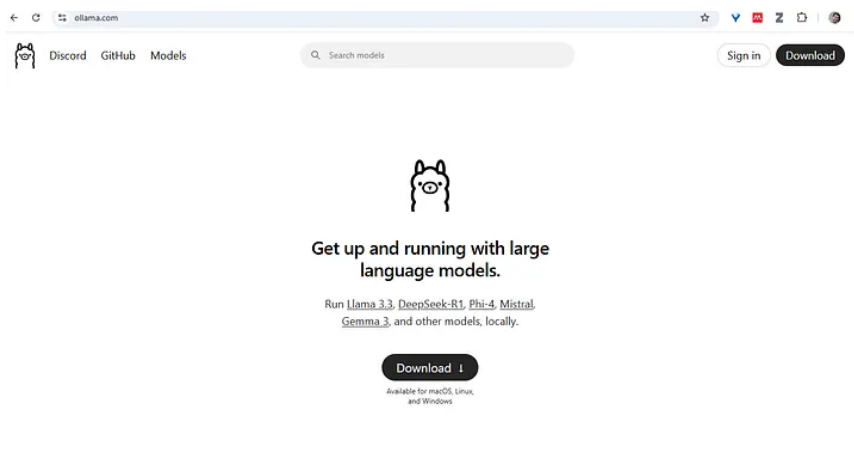 ollama.com
Discord GitHub Models
Search models
Sign in Download
Get up and running with large
language models.
Run Llama 3.3, DeepSeek-R1, Phi-4, Mistral,
Gemma 3, and other models, locally.
Download ↓
Available for macOS, Linux,
and Windows